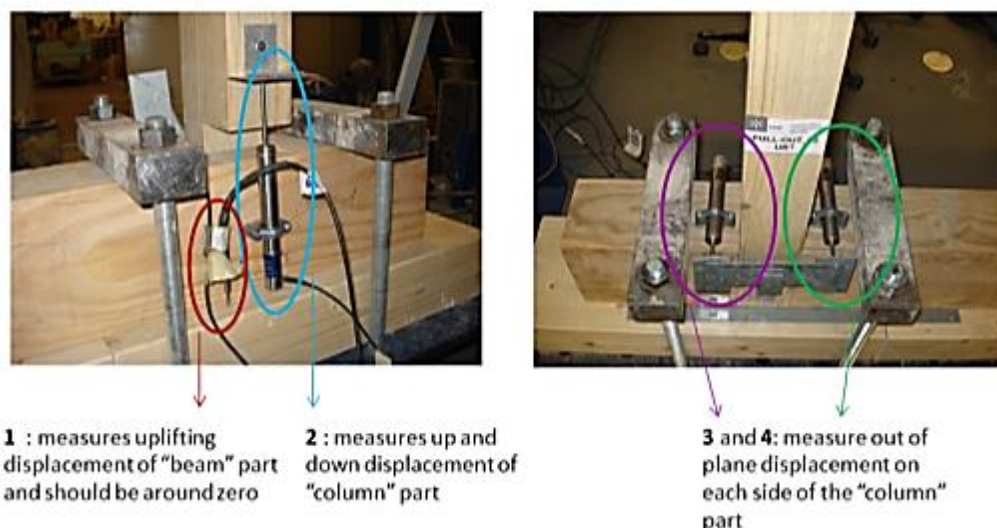 PULL-OUT
1 : measures uplifting
displacement of “beam” part
and should be around zero
2 : measures up and
down displacement of
“column” part
3 and 4: measure out of
plane displacement on
each side of the “column”
part